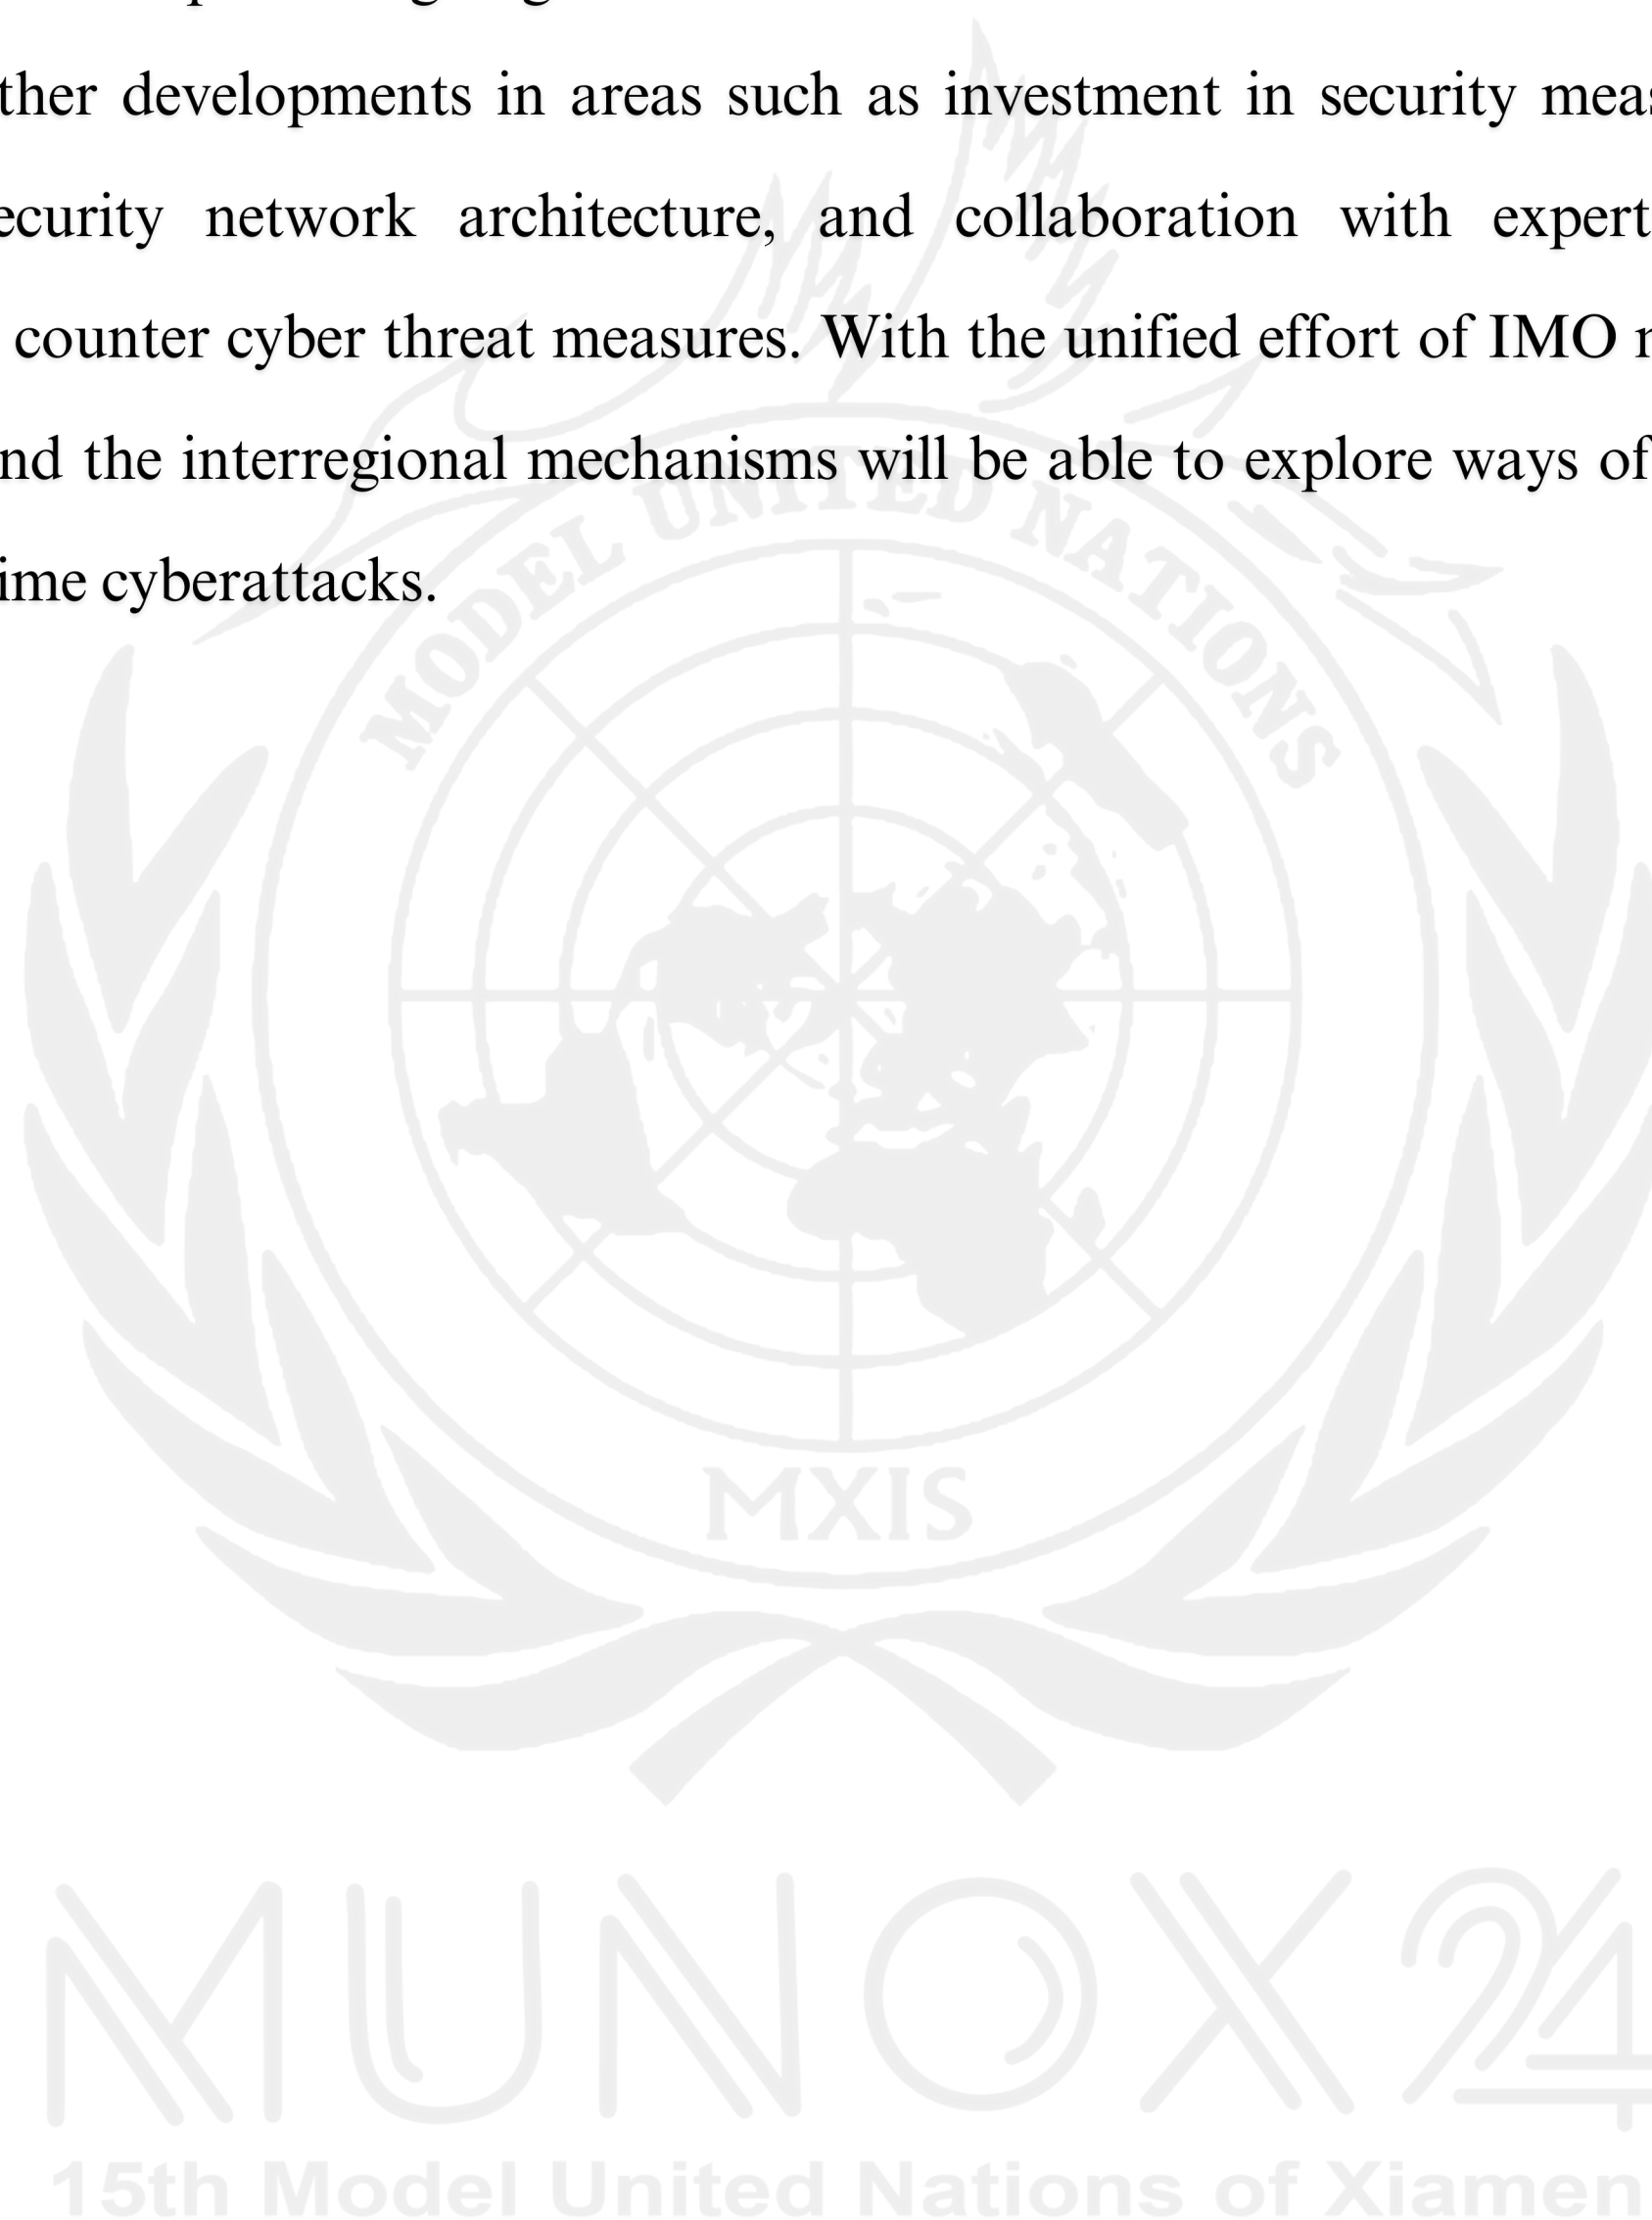 ther developments in areas such as investment in security meas
ecurity network architecture, and collaboration with expert
counter cyber threat measures. With the unified effort of IMO
nd the interregional mechanisms will be able to explore ways of
ime cyberattacks.
MODEL UNITED NATIONS
MXIS
MUNOX24
15th Model United Nations of Xiamen